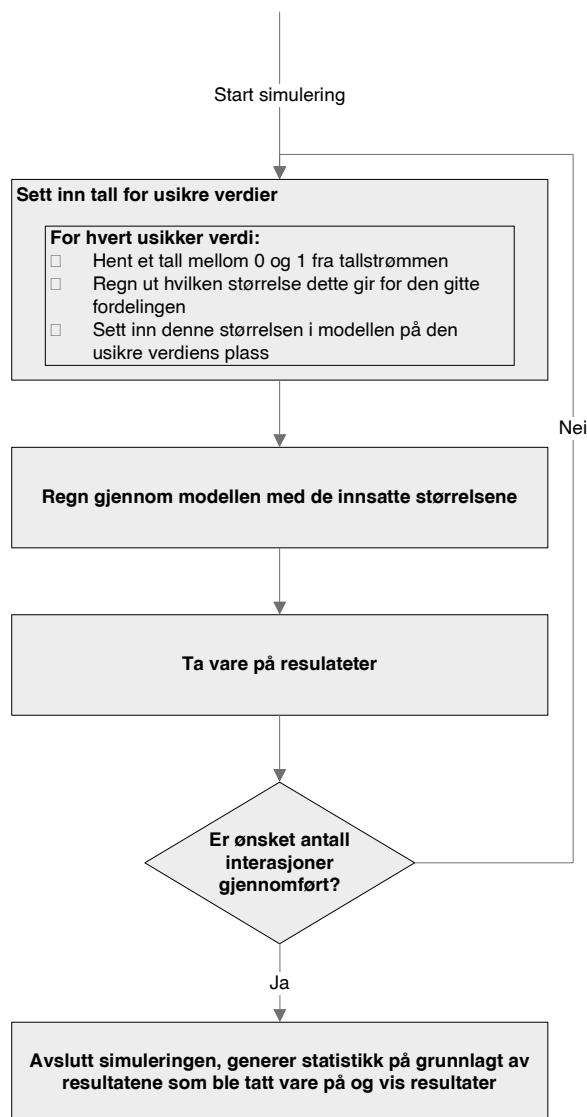 Start simulering
Sett inn tall for usikre verdier
For hvert usikker verdi:
Hent et tall mellom 0 og 1 fra tallstrømmen
Regn ut hvilken størrelse dette gir for den gitte
fordelingen
Sett inn denne størrelsen i modellen på den
usikre verdiens plass
Nei
Regn gjennom modellen med de innsatte størrelsene
Ta vare på resulateter
Er ønsket antall
interasjoner
gjennomført?
Ja
Avslutt simuleringen, generer statistikk på grunnlagt av
resultatene som ble tatt vare på og vis resultater